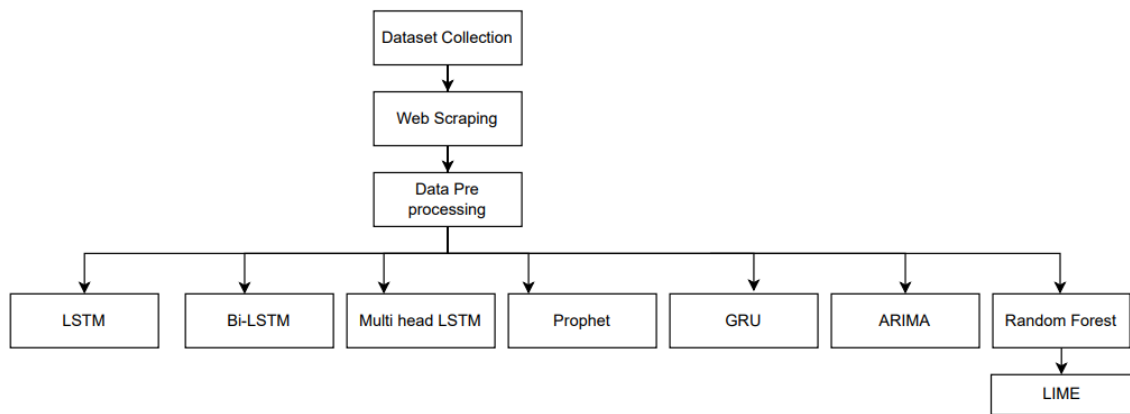 Dataset Collection
Web Scraping
Data Pre
processing
LSTM
Bi-LSTM
Multi head LSTM
Prophet
GRU
ARIMA
Random Forest
LIME